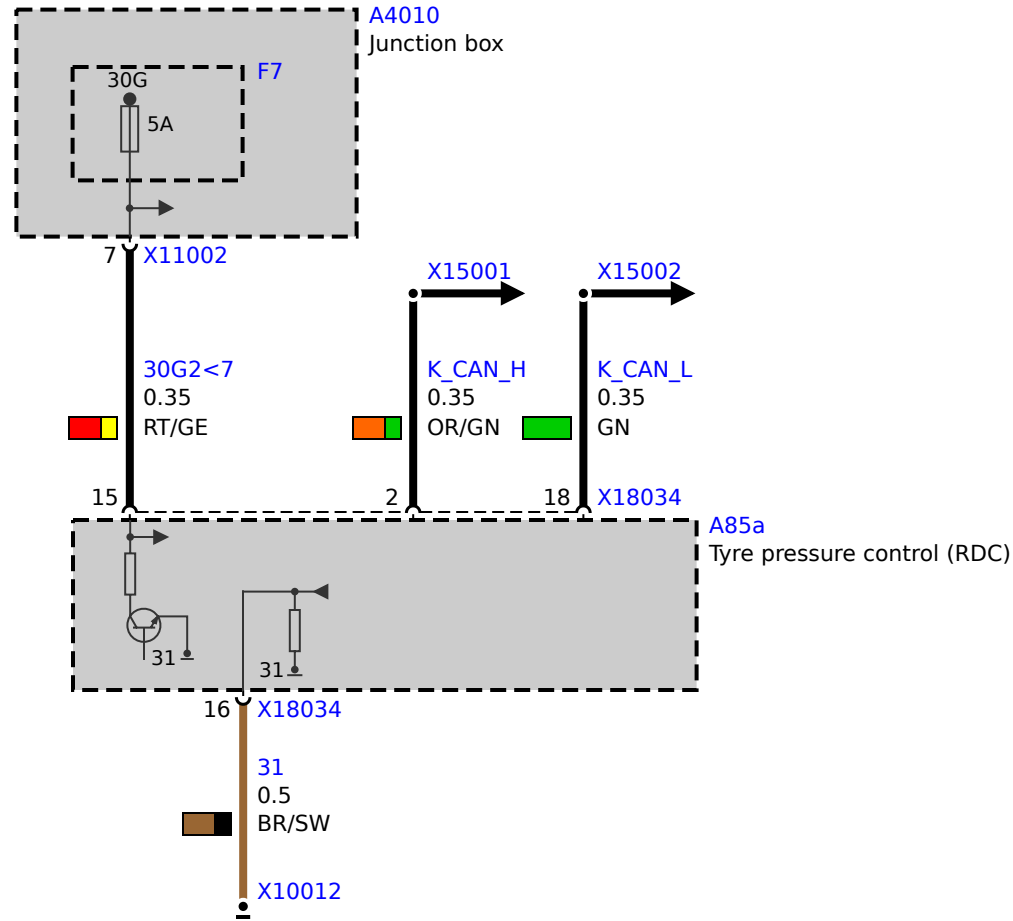 A4010
Junction box
F7
30G
5A
7 X11002
X15001
X15002
30G2<7
0.35
RT/GE
K_CAN_H
0.35
OR/GN
K_CAN_L
0.35
GN
15
2
18 X18034
A85a
Tyre pressure control (RDC)
31
31
16 X18034
31
0.5
BR/SW
X10012